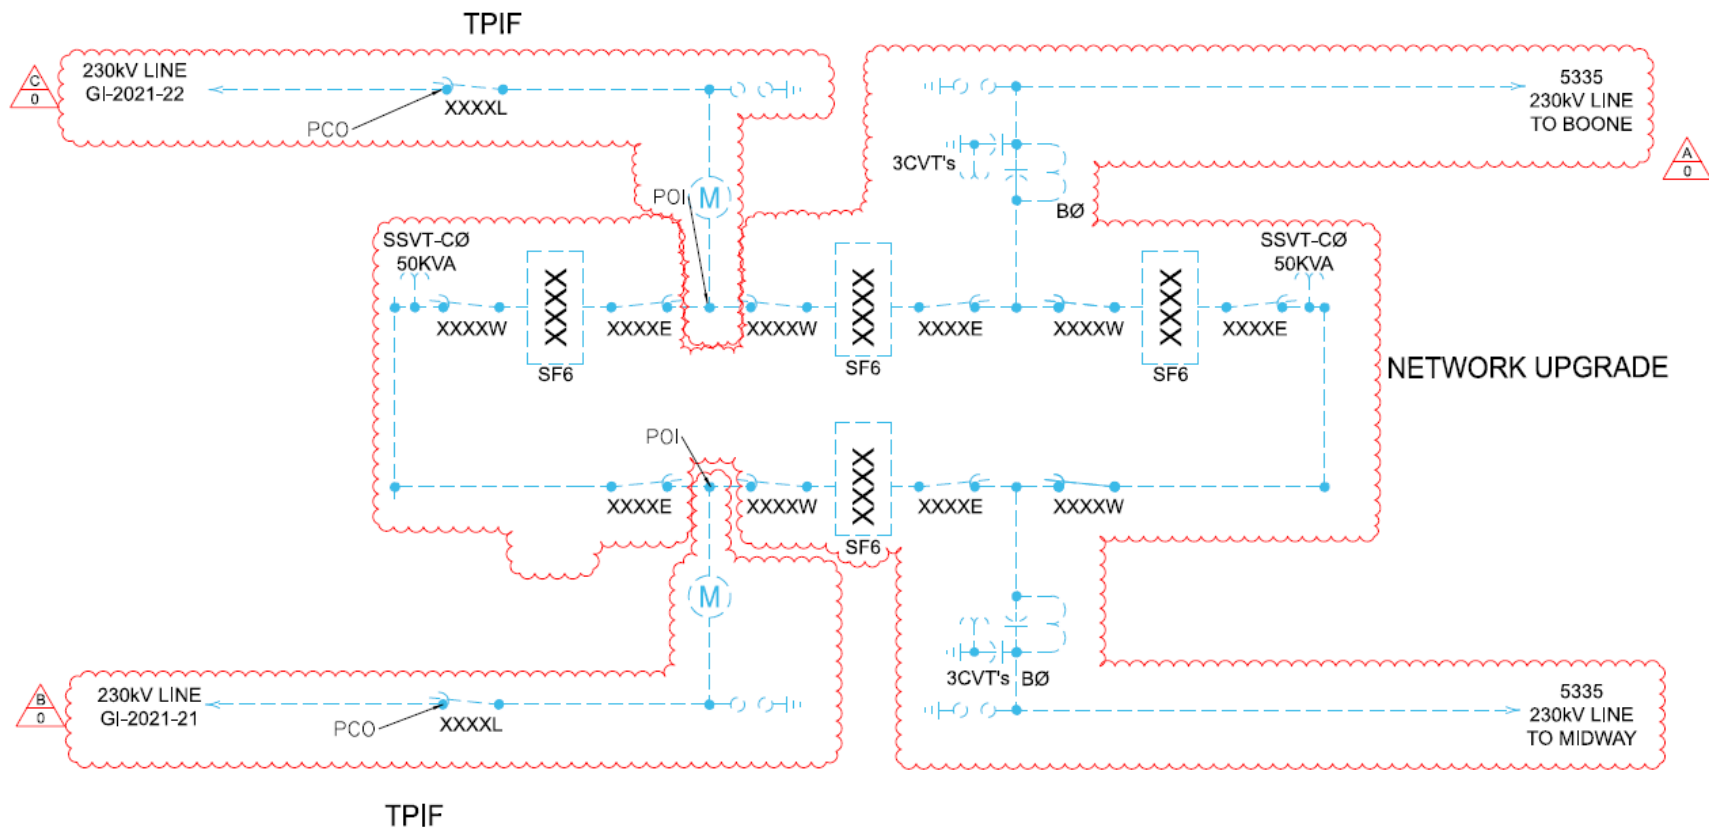 TPIF
C
0
230kV LINE
GI-2021-22
PCO
XXXXL
5335
230kV LINE
TO BOONE
A
0
3CVT's
BØ
M
POI
SSVT-CØ
50KVA
SSVT-CØ
50KVA
XXXX
XXXX
XXXX
XXXXW
XXXXE
XXXXW
XXXXE
XXXXW
XXXXE
SF6
SF6
SF6
NETWORK UPGRADE
POI
XXXX
XXXXE
XXXXW
XXXXE
XXXXW
SF6
M
3CVT's BØ
B
0
230kV LINE
GI-2021-21
PCO
XXXXL
5335
230kV LINE
TO MIDWAY
TPIF